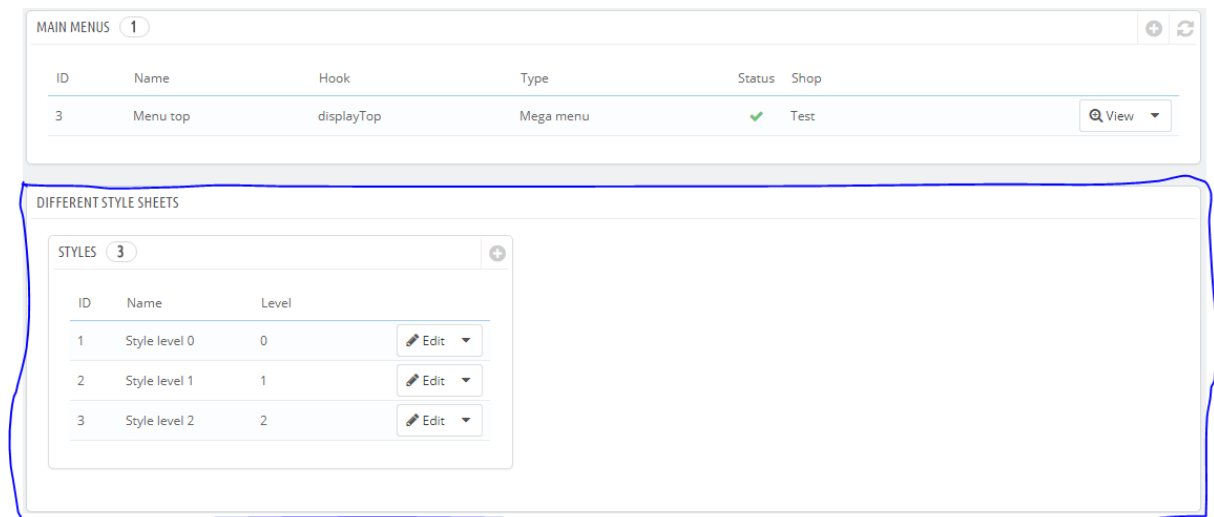 MAIN MENUS 1
ID Name Hook Type Status Shop
3 Menu top displayTop Mega menu Test View
DIFFERENT STYLE SHEETS
STYLES 3
ID Name Level
1 Style level 0 0 Edit
2 Style level 1 1 Edit
3 Style level 2 2 Edit